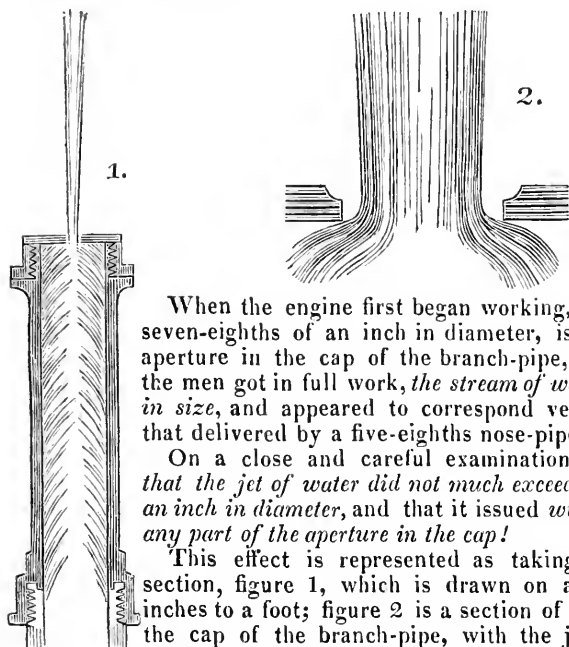 2.
1.
When the engine first began working,
seven-eighths of an inch in diameter, is
aperture in the cap of the branch-pipe,
the men got in full work, the stream of w
in size, and appeared to correspond ve
that delivered by a five-eighths nose-pip
On a close and careful examination
that the jet of water did not much exceed
an inch in diameter, and that it issued w
any part of the aperture in the cap!
This effect is represented as taking
section, figure 1, which is drawn on a
inches to a foot; figure 2 is a section of
the cap of the branch-pipe, with the j